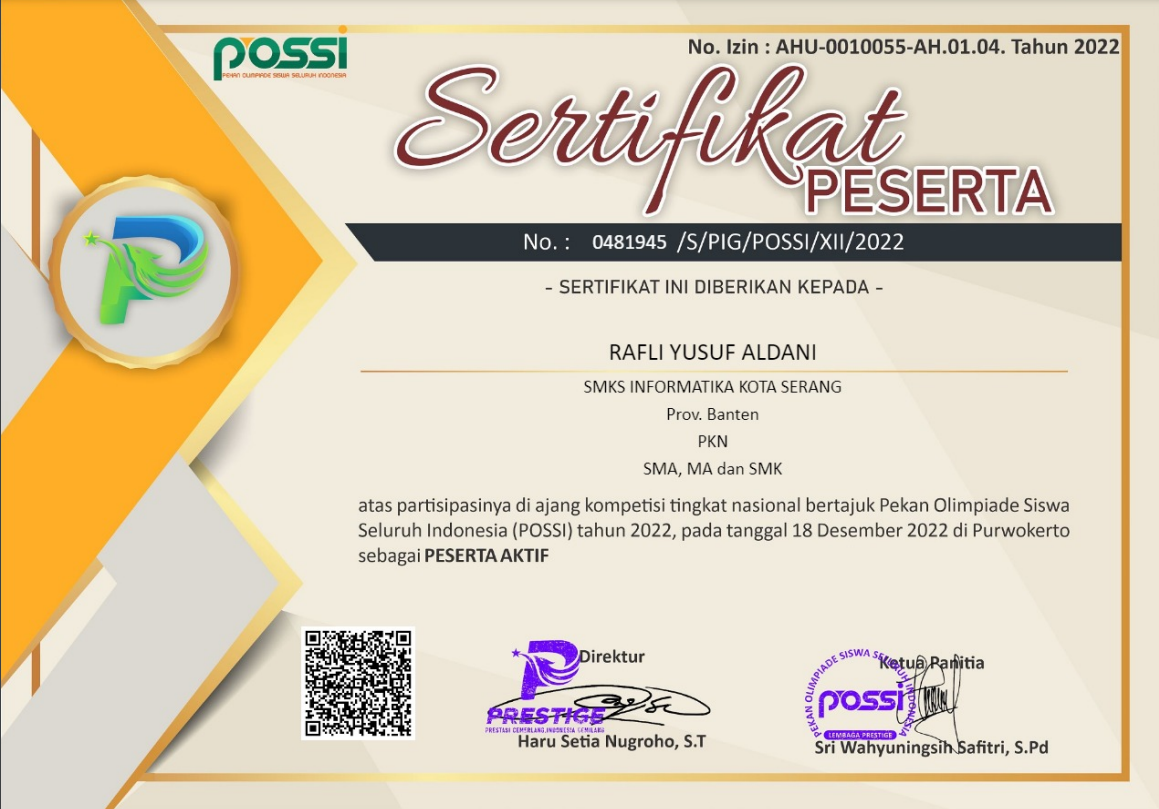 POSSI
PEKAN OLIMPIADE SISWA SELURUH INDONESIA
No. Izin : AHU-0010055-AH.01.04. Tahun 2022
Sertifikat
PESERTA
No. : 0481945 /S/PIG/POSSI/XII/2022
- SERTIFIKAT INI DIBERIKAN KEPADA -
RAFLI YUSUF ALDANI
SMKS INFORMATIKA KOTA SERANG
Prov. Banten
PKN
SMA, MA dan SMK
atas partisipasinya di ajang kompetisi tingkat nasional bertajuk Pekan Olimpiade Siswa
Seluruh Indonesia (POSSI) tahun 2022, pada tanggal 18 Desember 2022 di Purwokerto
sebagai PESERTA AKTIF
Direktur
PRESTIGE
PRESTASI CEMERLANG INDONESIA GEMILANG
Haru Setia Nugroho, S.T
Ketua Panitia
PEKAN OLIMPIADE SISWA SELURUH INDONESIA
POSSI
LEMBAGA PRESTIGE
Sri Wahyuningsih Safitri, S.Pd